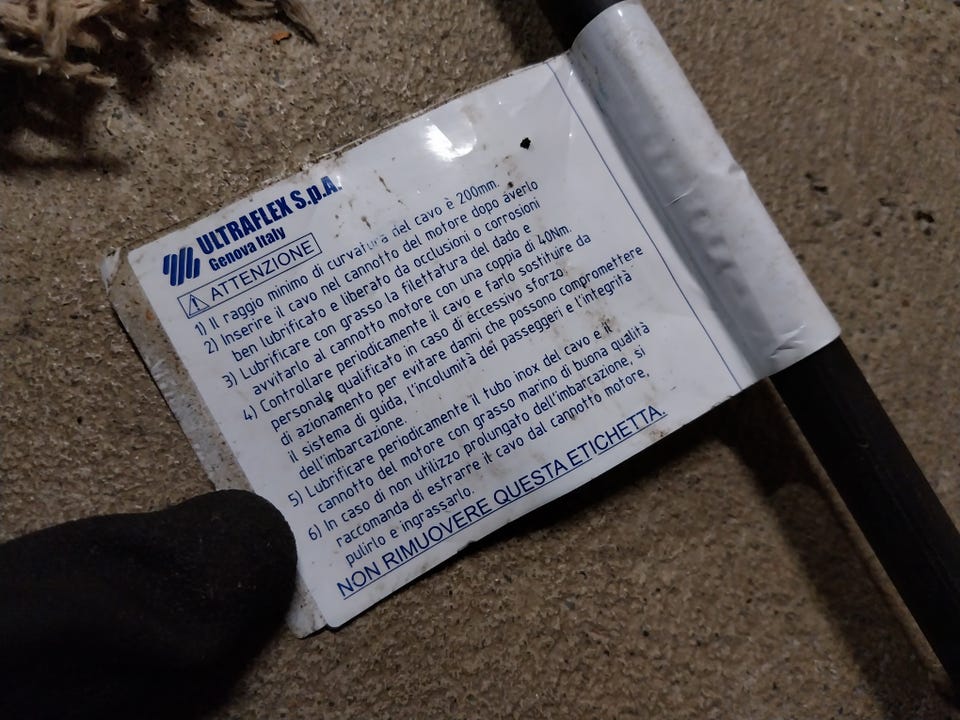 ULTRAFLEX S.p.A.
Genova Italy
ATTENZIONE
1) Il raggio minimo di curvatura del cavo è 200mm.
2) Inserire il cavo nel cannotto del motore dopo averlo
ben lubrificato e liberato da occlusioni o corrosioni
3) Lubrificare con grasso la filettatura del dado e
avvitarlo al cannotto motore con una coppia di 40Nm.
4) Controllare periodicamente il cavo e farlo sostituire da
personale qualificato in caso di eccessivo sforzo
di azionamento per evitare danni che possono compromettere
il sistema di guida, l'incolumità dei passeggeri e l'integrità
dell'imbarcazione.
5) Lubrificare periodicamente il tubo inox del cavo e il
cannotto del motore con grasso marino di buona qualità
6) In caso di non utilizzo prolungato dell'imbarcazione, si
raccomanda di estrarre il cavo dal cannotto motore,
pulirlo e ingrassarlo.
NON RIMUOVERE QUESTA ETICHETTA.